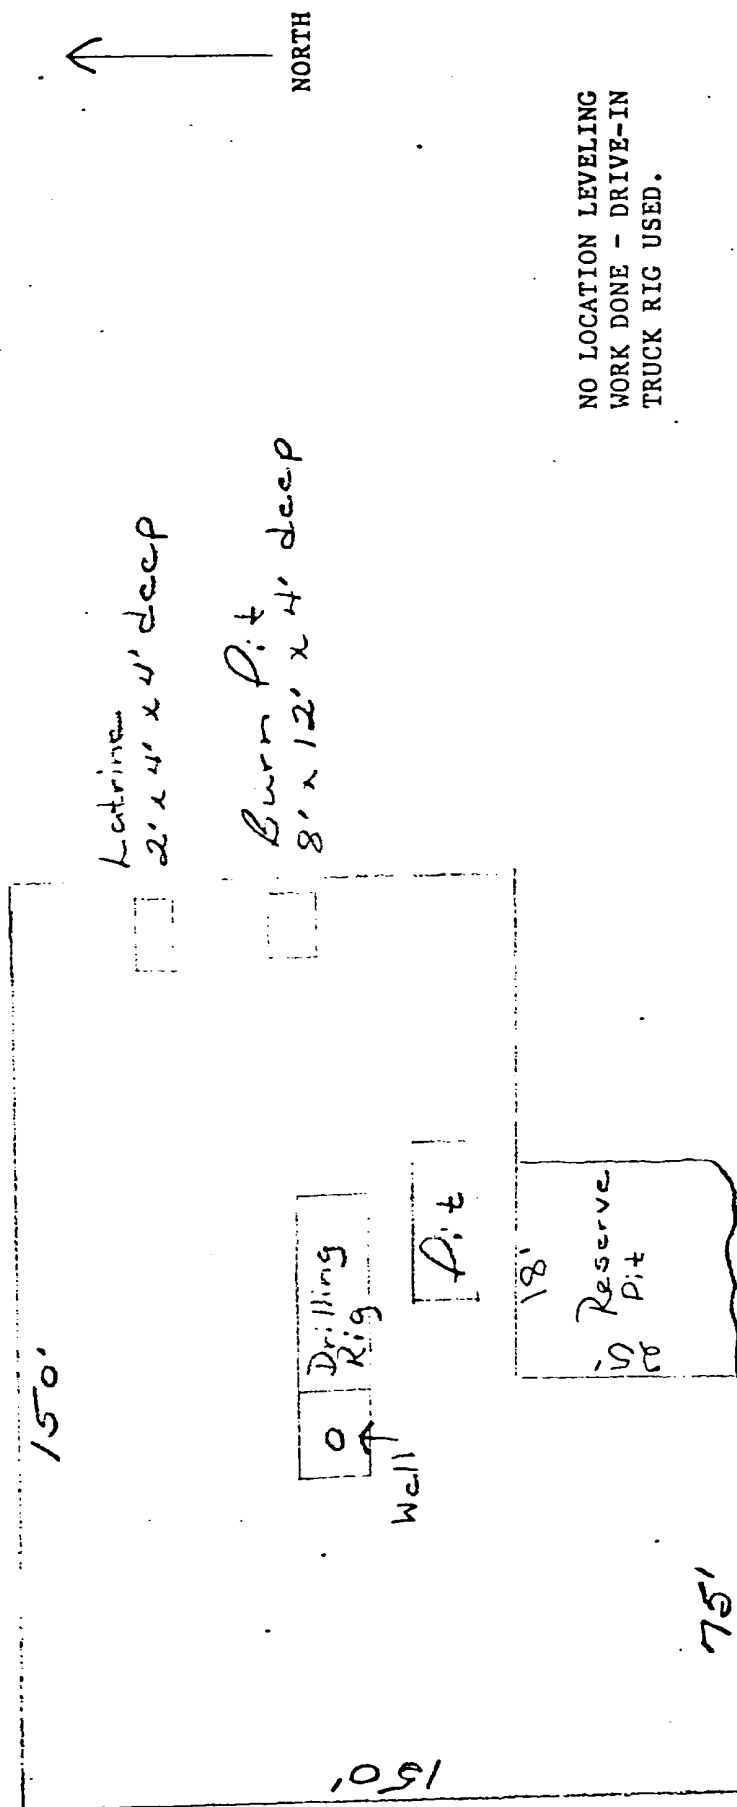 NORTH
NO LOCATION LEVELING
WORK DONE - DRIVE-IN
TRUCK RIG USED.
Latrine
2' x 4' x 4' deep
Burn Pit
8' x 12' x 4' deep
150'
Drilling
Rig
O
Well
Pit
18'
Reserve
Pit
25'
75'
150'